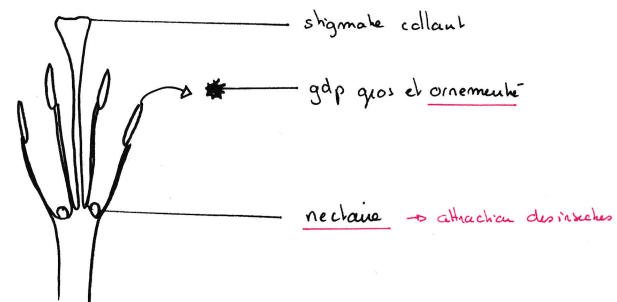 stigmate collant
gdp gros et ornementé
nectaire → attraction des insectes